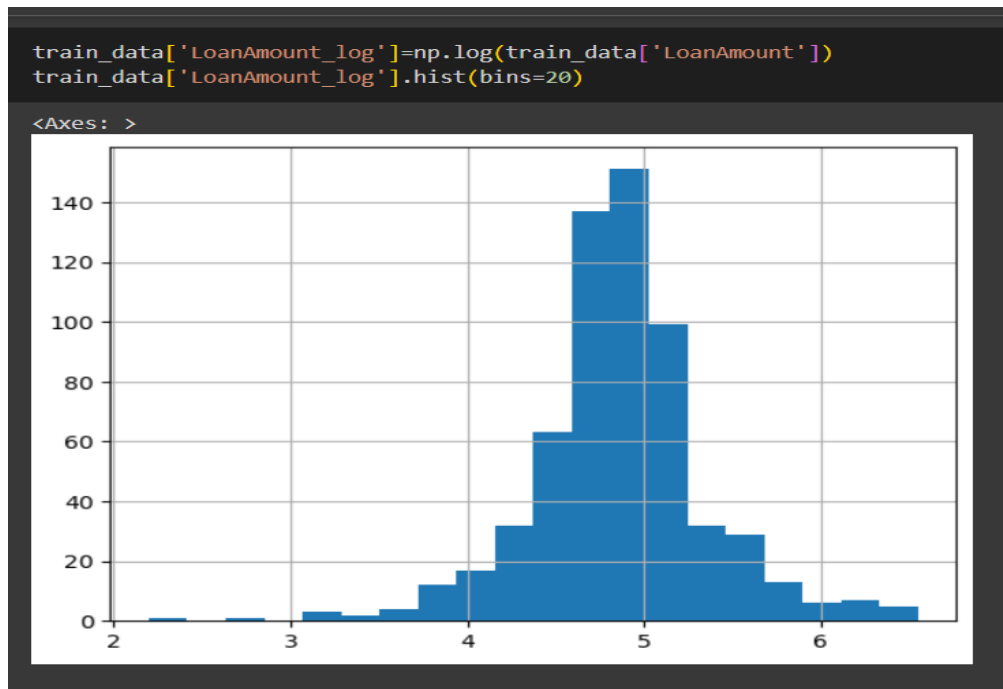 train_data['LoanAmount_log']=np.log(train_data['LoanAmount'])
train_data['LoanAmount_log'].hist(bins=20)
<Axes: >
140
120
100
80
60
40
20
0
2 3 4 5 6